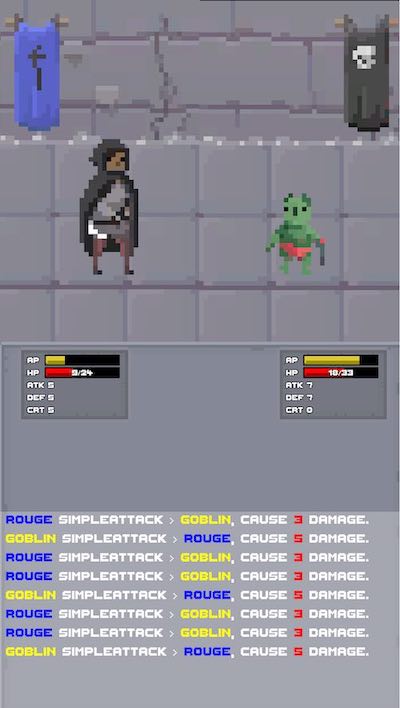 AP
HP 9/24
ATK 5
DEF 5
CRT 5
AP
HP 18/33
ATK 7
DEF 7
CRT 0
ROUGE SIMPLEATTACK > GOBLIN, CAUSE 3 DAMAGE.
GOBLIN SIMPLEATTACK > ROUGE, CAUSE 5 DAMAGE.
ROUGE SIMPLEATTACK > GOBLIN, CAUSE 3 DAMAGE.
ROUGE SIMPLEATTACK > GOBLIN, CAUSE 3 DAMAGE.
GOBLIN SIMPLEATTACK > ROUGE, CAUSE 5 DAMAGE.
ROUGE SIMPLEATTACK > GOBLIN, CAUSE 3 DAMAGE.
ROUGE SIMPLEATTACK > GOBLIN, CAUSE 3 DAMAGE.
GOBLIN SIMPLEATTACK > ROUGE, CAUSE 5 DAMAGE.